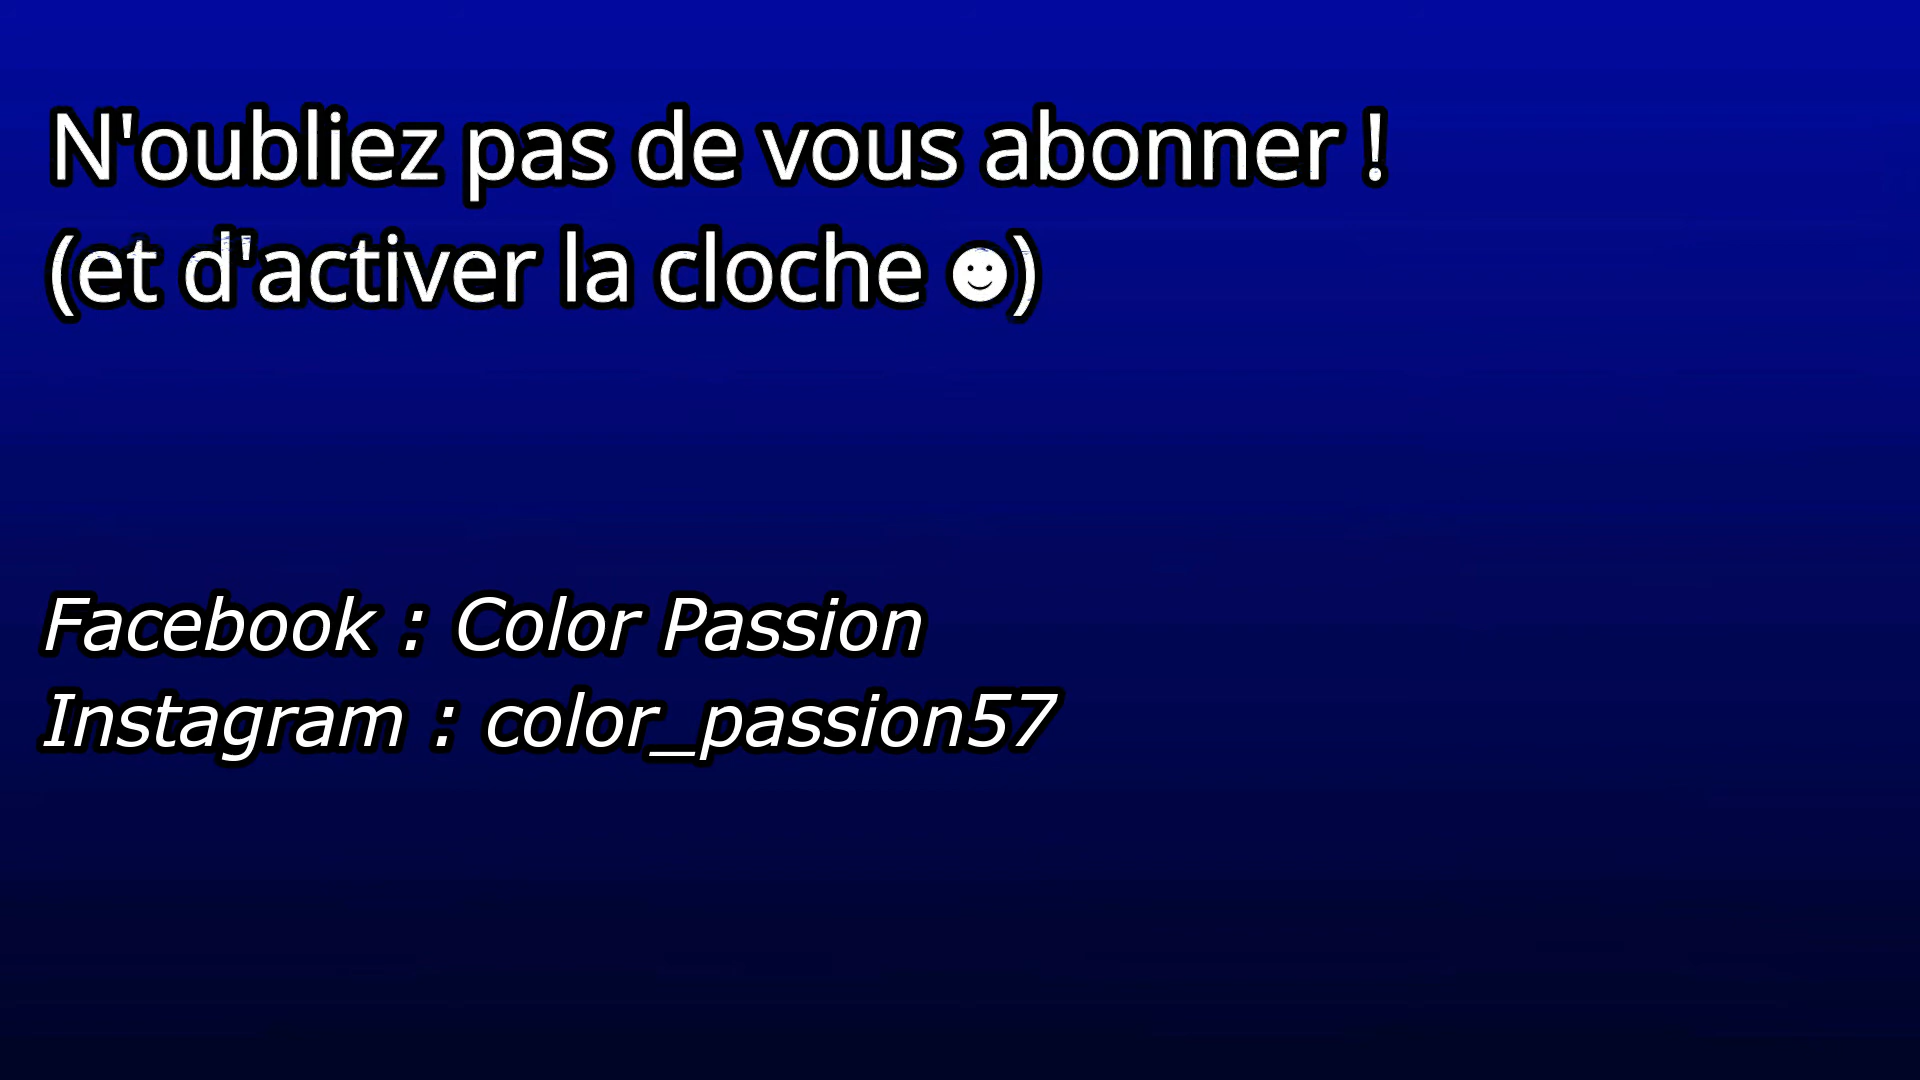 N'oubliez pas de vous abonner !
(et d'activer la cloche ☻)
Facebook : Color Passion
Instagram : color_passion57